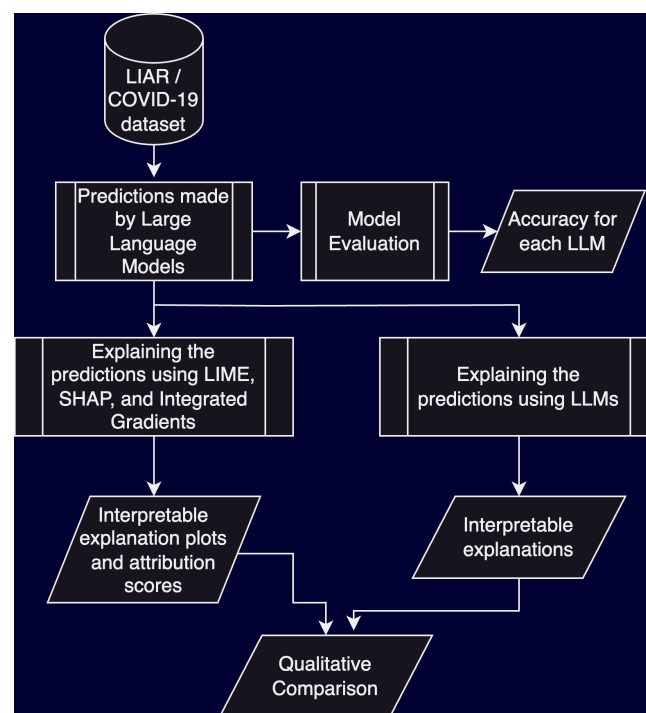 LIAR /
COVID-19
dataset
Predictions made
by Large
Language
Models
Model
Evaluation
Accuracy for
each LLM
Explaining the
predictions using LIME,
SHAP, and Integrated
Gradients
Explaining the
predictions using LLMs
Interpretable
explanation plots
and attribution
scores
Interpretable
explanations
Qualitative
Comparison